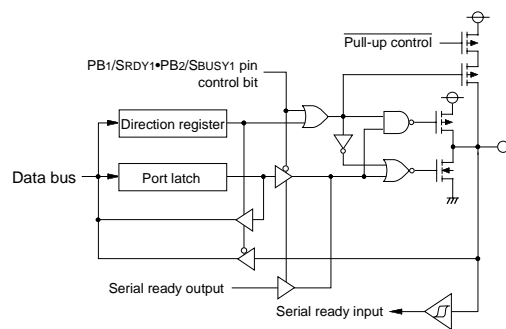 Pull-up control
PB1/SRDY1•PB2/SBUSY1 pin
control bit
Direction register
Data bus
Port latch
Serial ready output
Serial ready input